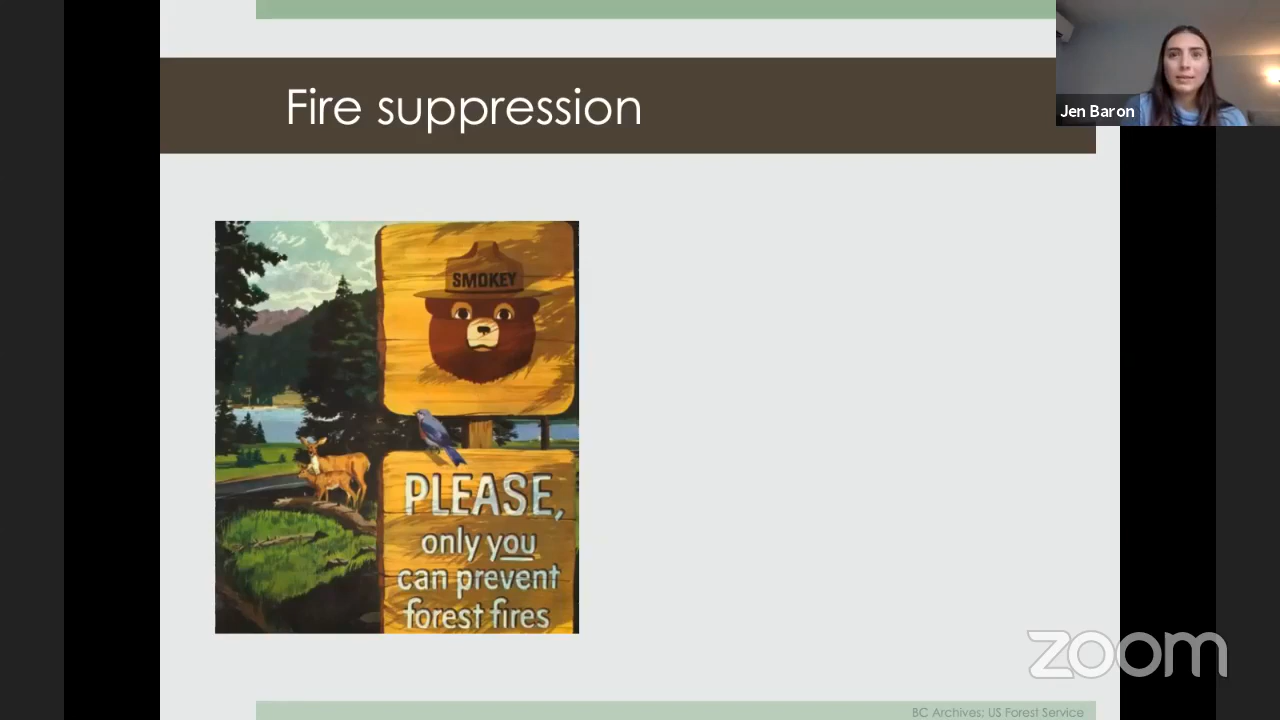 Fire suppression
Jen Baron
SMOKEY
PLEASE,
only you
can prevent
forest fires
zoom
BC Archives; US Forest Service